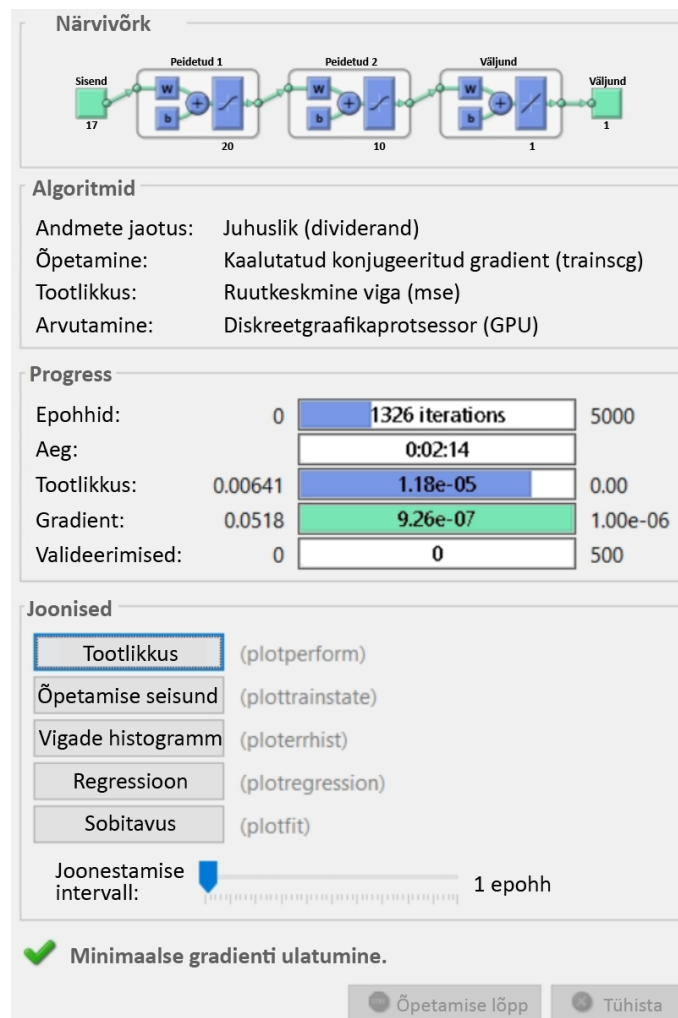 Närvivõrk
Peidetud 1 Peidetud 2 Väljund
Sisend Väljund
W W W
b b b
17 1
20 10 1
Algoritmid
Andmete jaotus: Juhuslik (dividerand)
Õpetamine: Kaalutatud konjugeeritud gradient (trainscg)
Tootlikkus: Ruutkeskmine viga (mse)
Arvutamine: Diskreetgraafikaprotsessor (GPU)
Progress
Epohhid: 0 1326 iterations 5000
Aeg: 0:02:14
Tootlikkus: 0.00641 1.18e-05 0.00
Gradient: 0.0518 9.26e-07 1.00e-06
Valideerimised: 0 0 500
Joonised
Tootlikkus (plotperform)
Õpetamise seisund (plottrainstate)
Vigade histogramm (ploterrhist)
Regressioon (plotregression)
Sobitavus (plotfit)
Joonestamise
intervall: 1 epohh
Minimaalse gradienti ulatumine.
Õpetamise lõpp Tühista